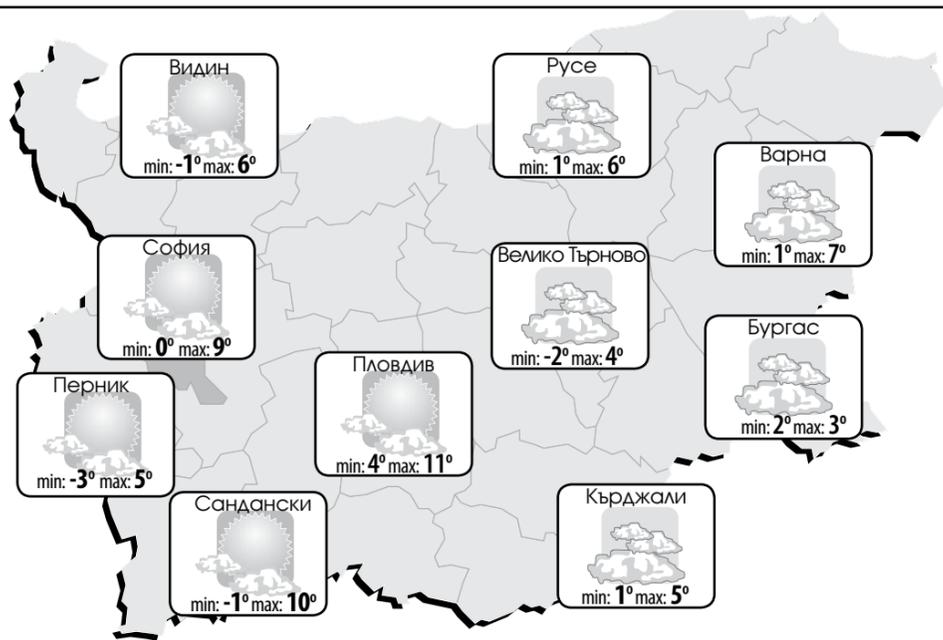 Видин
min: -1° max: 6°
Русе
min: 1° max: 6°
Варна
min: 1° max: 7°
София
min: 0° max: 9°
Велико Търново
min: -2° max: 4°
Бургас
min: 2° max: 3°
Пловдив
min: 4° max: 11°
Перник
min: -3° max: 5°
Сандански
min: -1° max: 10°
Кърджали
min: 1° max: 5°